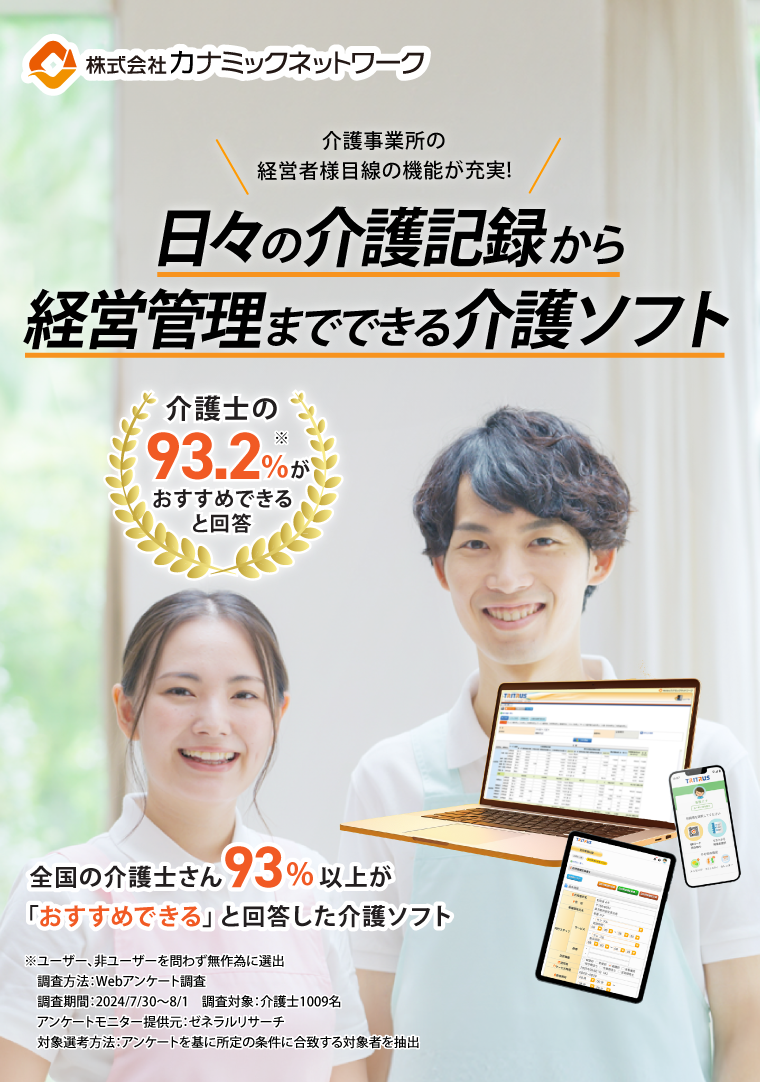 株式会社 カナミックネットワーク
介護事業所の
経営者様目線の機能が充実!
日々の介護記録から
経営管理までできる介護ソフト
介護士の
93.2%※が
おすすめできる
と回答
TRITRUS
TRITRUS
TRITRUS
全国の介護士さん93%以上が
「おすすめできる」と回答した介護ソフト
※ユーザー、非ユーザーを問わず無作為に選出
調査方法:Webアンケート調査
調査期間:2024/7/30〜8/1 調査対象:介護士1009名
アンケートモニター提供元:ゼネラルリサーチ
対象選考方法:アンケートを基に所定の条件に合致する対象者を抽出